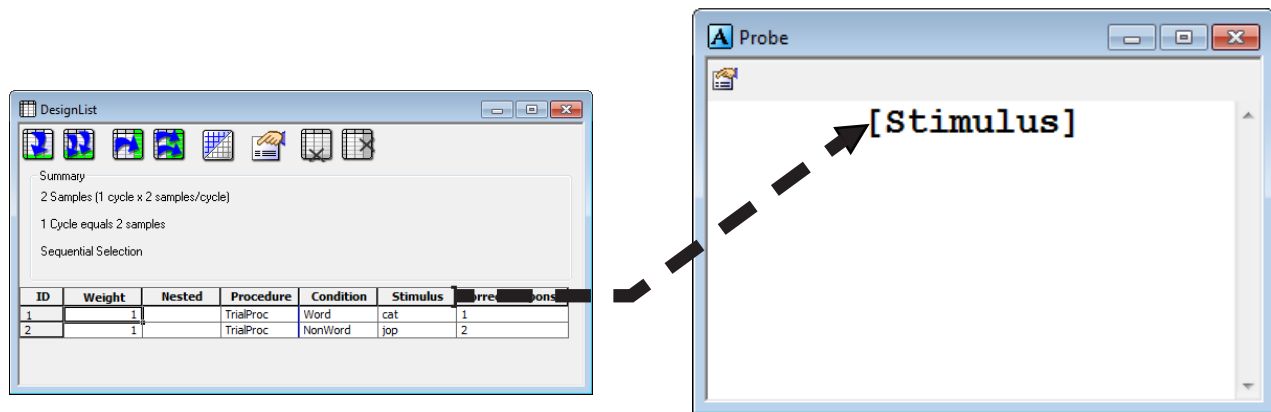 DesignList
Summary
2 Samples (1 cycle x 2 samples/cycle)
1 Cycle equals 2 samples
Sequential Selection
ID Weight Nested Procedure Condition Stimulus
1 1 TrialProc Word cat 1
2 1 TrialProc NonWord jop 2
Probe
[Stimulus]